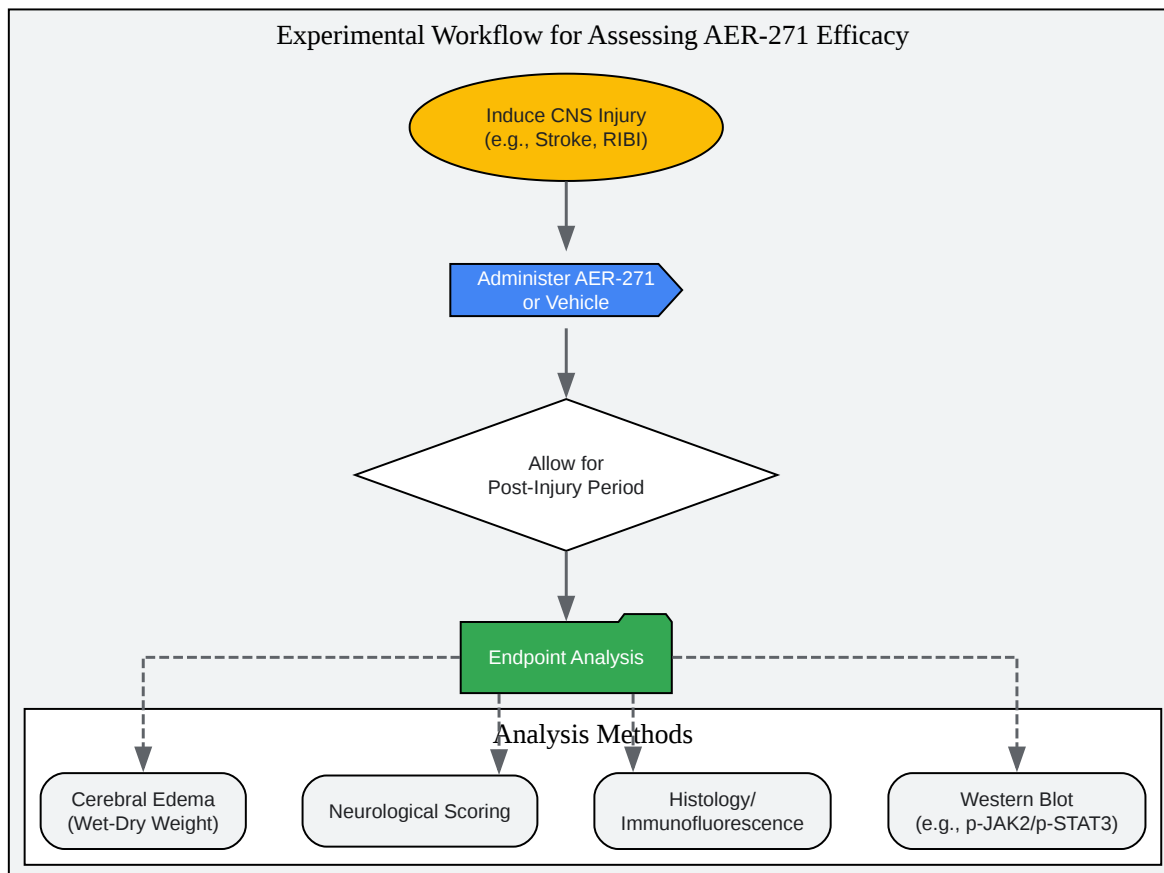 Experimental Workflow for Assessing AER-271 Efficacy
Induce CNS Injury
(e.g., Stroke, RIBI)
Administer AER-271
or Vehicle
Allow for
Post-Injury Period
Endpoint Analysis
Analysis Methods
Cerebral Edema
(Wet-Dry Weight)
Neurological Scoring
Histology/
Immunofluorescence
Western Blot
(e.g., p-JAK2/p-STAT3)